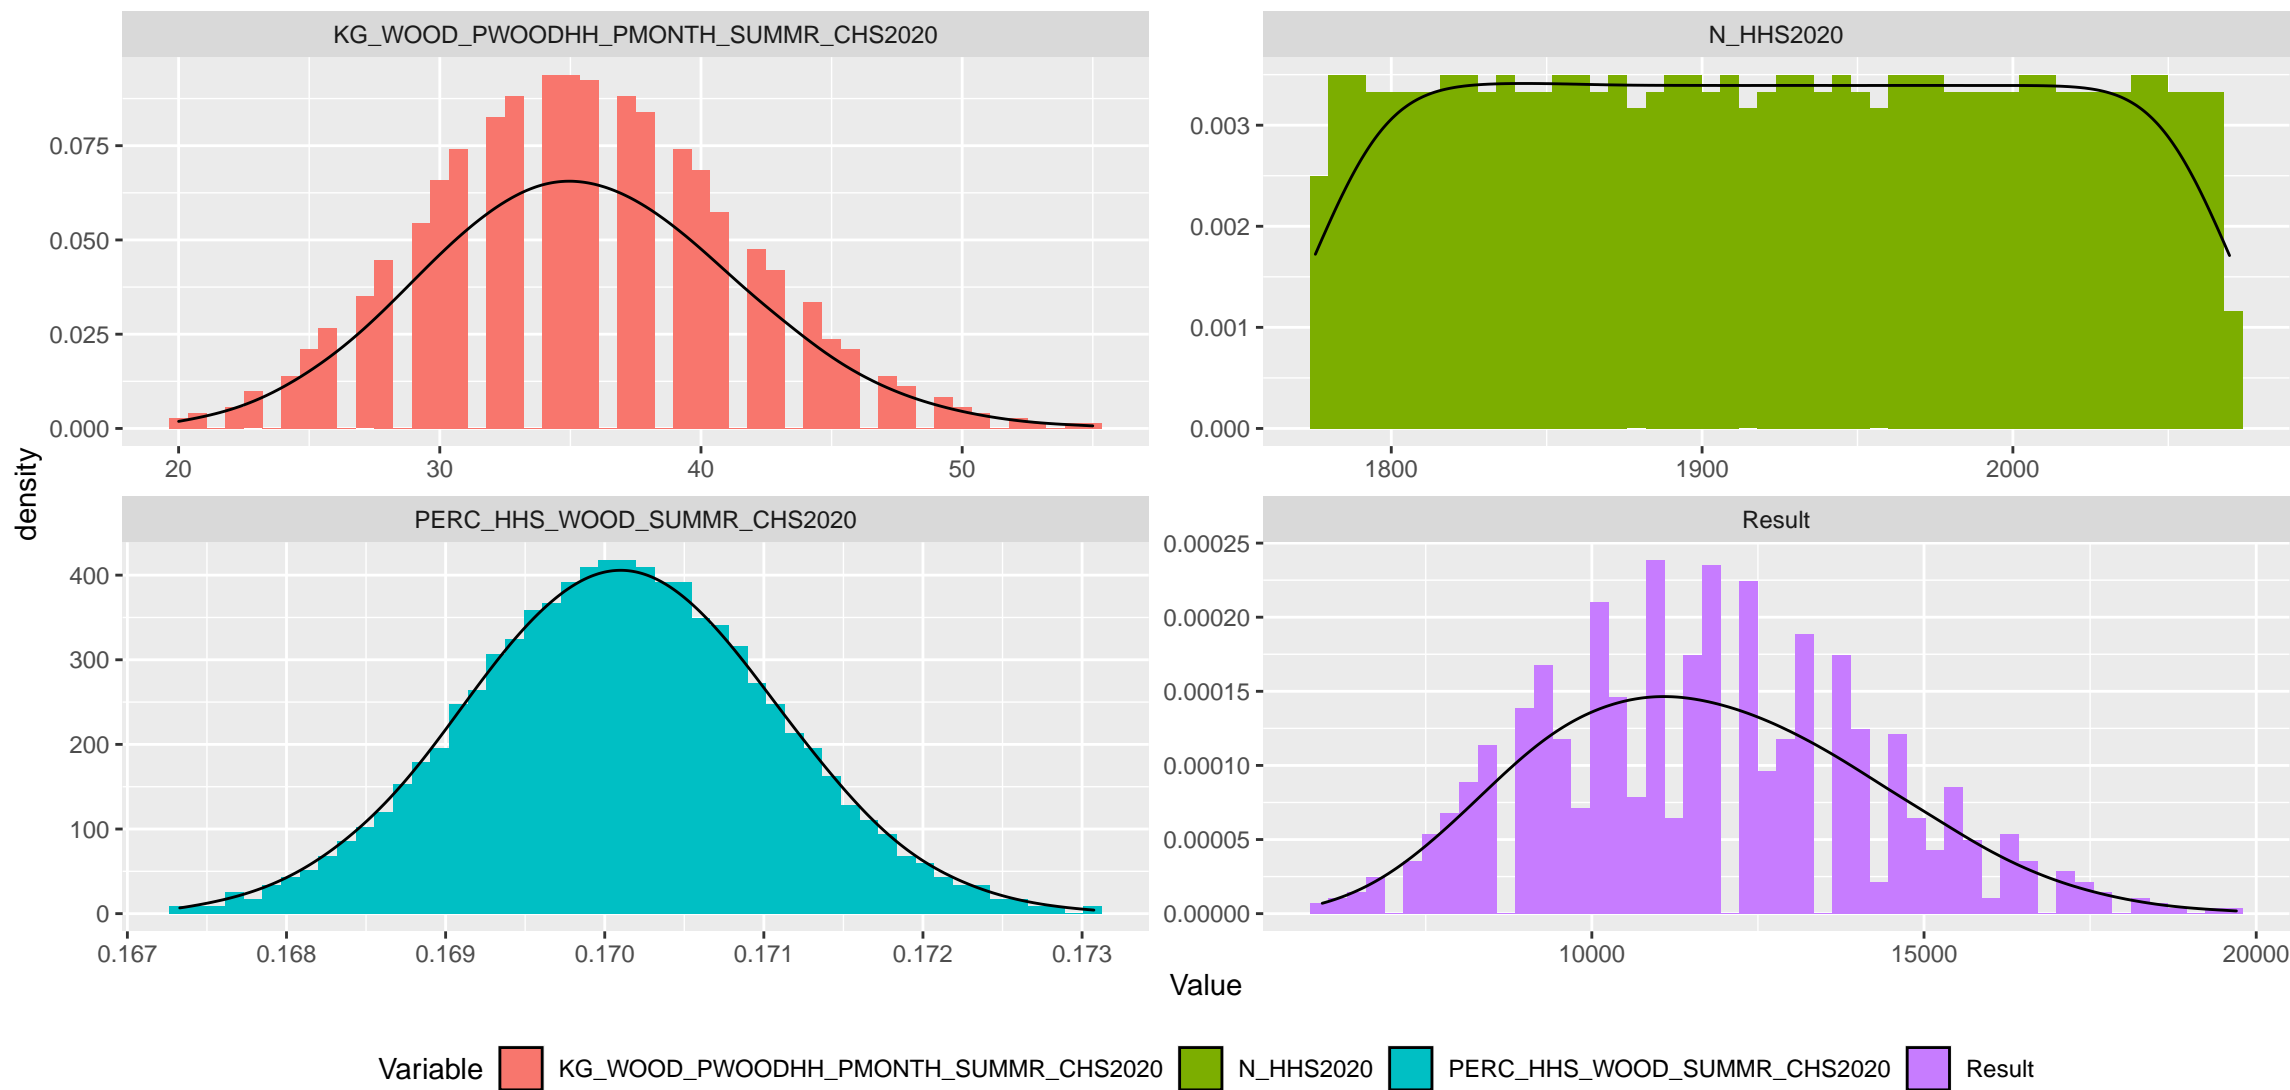 KG_WOOD_PWOODHH_PMONTH_SUMMR_CHS2020
N_HHS2020
0.075
0.050
0.025
0.000
20 30 40 50
0.003
0.002
0.001
0.000
1800 1900 2000
density
PERC_HHS_WOOD_SUMMR_CHS2020
Result
400
300
200
100
0
0.167 0.168 0.169 0.170 0.171 0.172 0.173
0.00025
0.00020
0.00015
0.00010
0.00005
0.00000
10000 15000 20000
Value
Variable KG_WOOD_PWOODHH_PMONTH_SUMMR_CHS2020 N_HHS2020 PERC_HHS_WOOD_SUMMR_CHS2020 Result